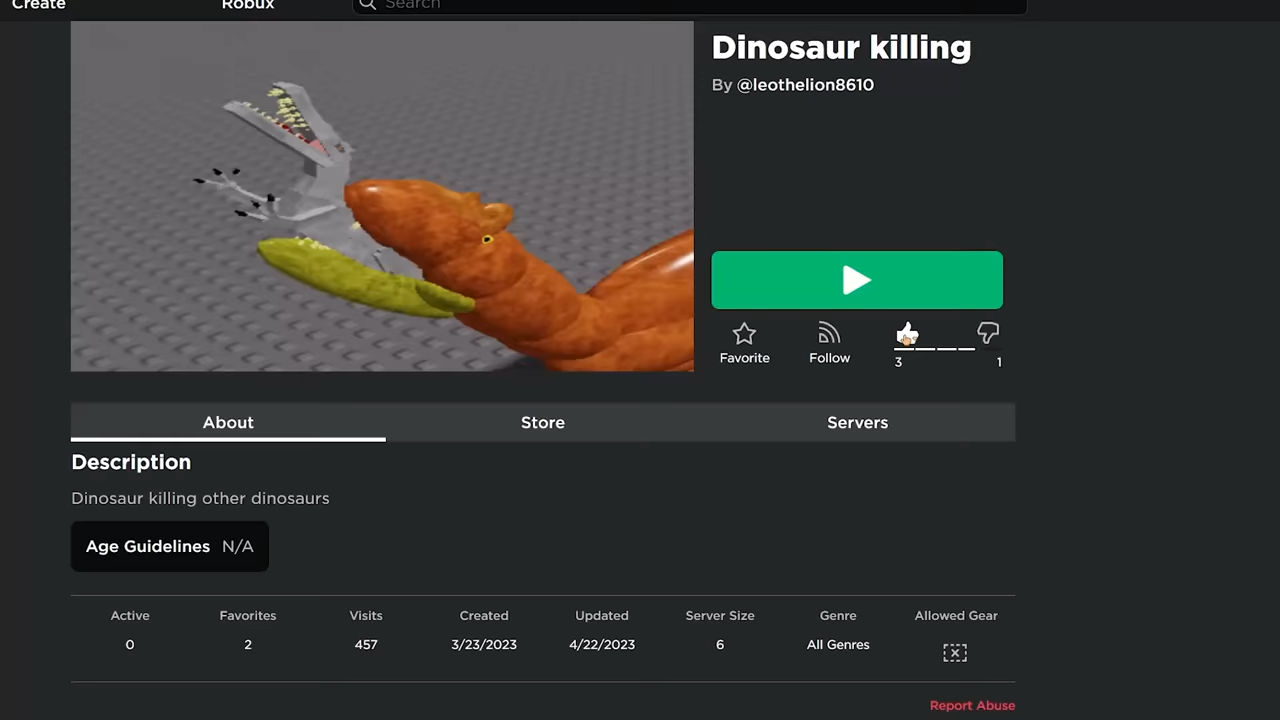 Create Robux Search
Dinosaur killing
By @leothelion8610
Favorite Follow 3 1
About Store Servers
Description
Dinosaur killing other dinosaurs
Age Guidelines N/A
Active Favorites Visits Created Updated Server Size Genre Allowed Gear
0 2 457 3/23/2023 4/22/2023 6 All Genres
Report Abuse